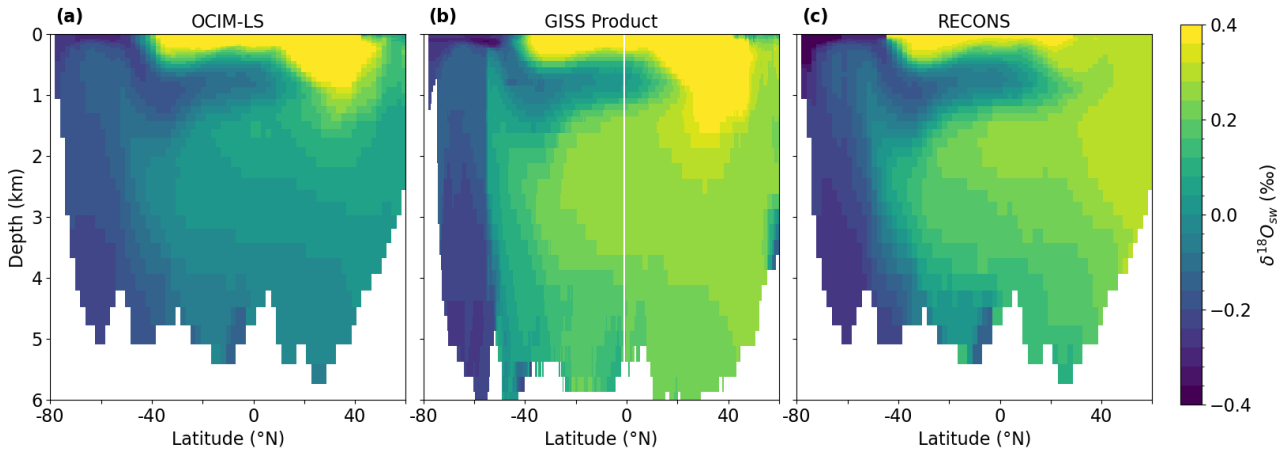 (a) OCIM-LS
(b) GISS Product
(c) RECONS
Depth (km)
0
1
2
3
4
5
6
-80 -40 0 40
Latitude (°N)
-80 -40 0 40
Latitude (°N)
-80 -40 0 40
Latitude (°N)
0.4
0.2
0.0
−0.2
−0.4
δ¹⁸Oₛw (‰)